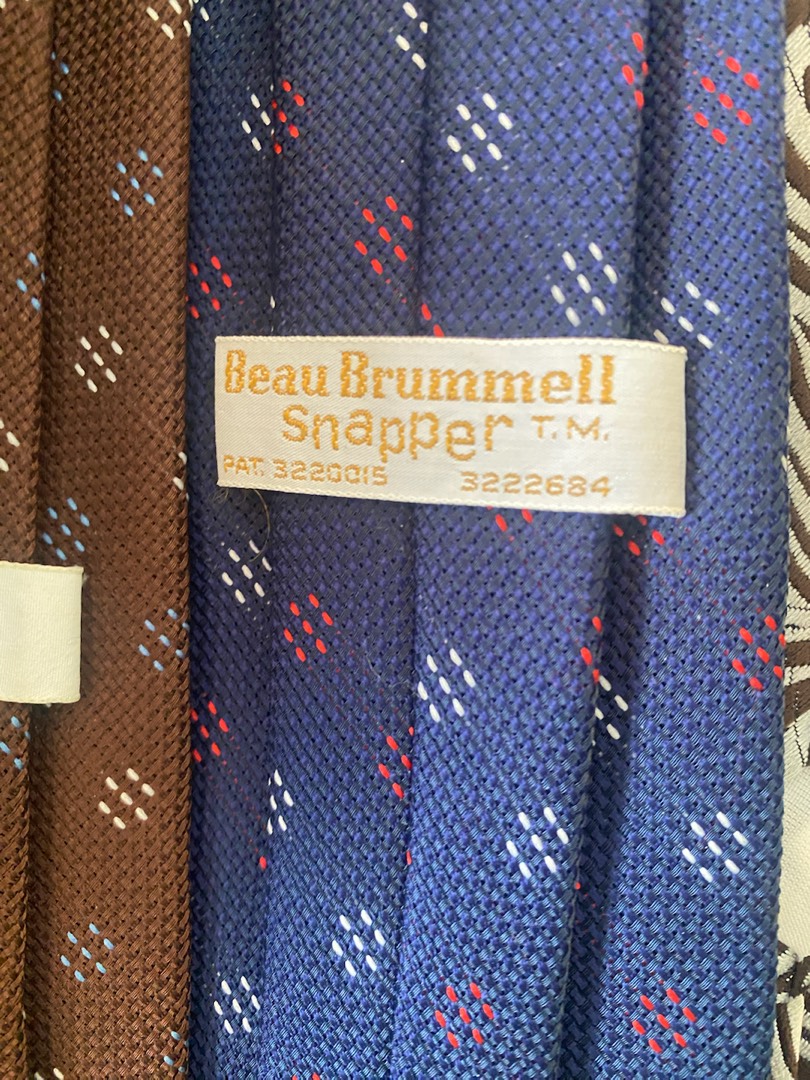 Beau Brummell
Snapper T.M.
PAT. 3220015 3222684